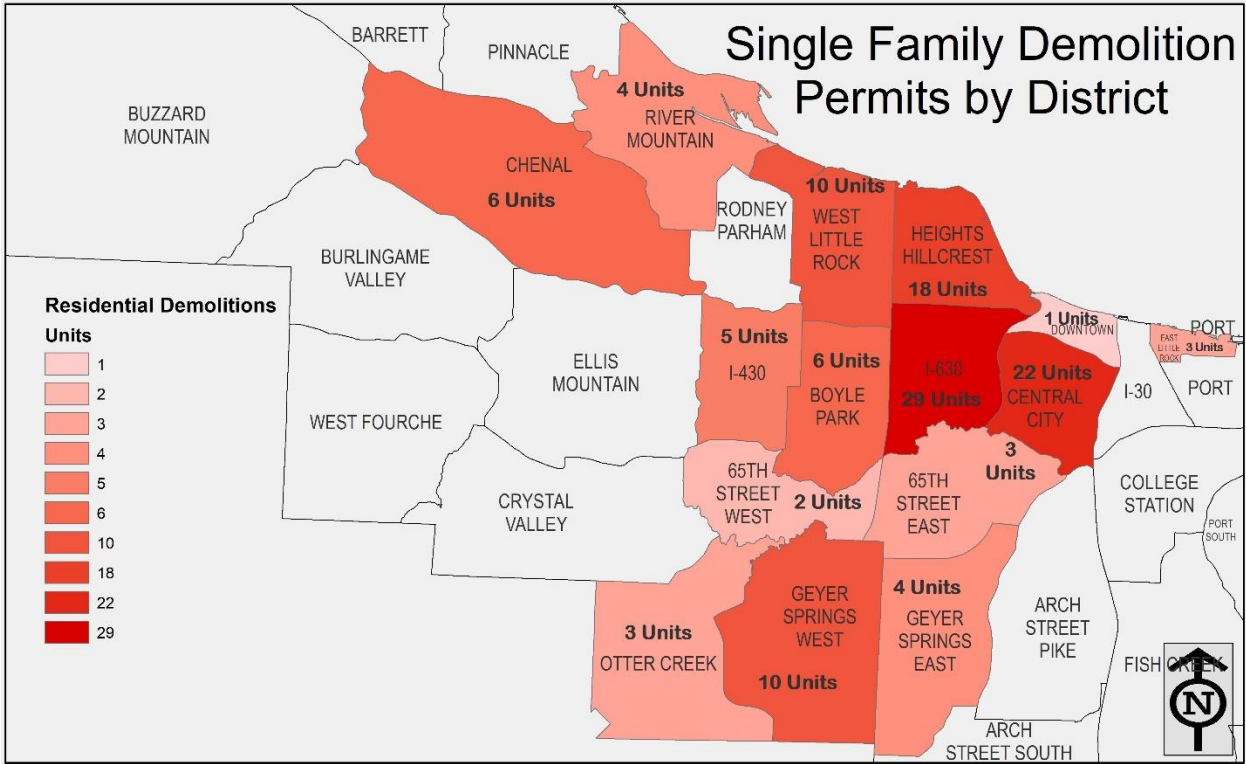 Single Family Demolition
Permits by District
BARRETT
PINNACLE
BUZZARD
MOUNTAIN
4 Units
RIVER
MOUNTAIN
CHENAL
6 Units
RODNEY
PARHAM
10 Units
WEST
LITTLE
ROCK
HEIGHTS
HILLCREST
18 Units
BURLINGAME
VALLEY
Residential Demolitions
Units
1
2
3
4
5
6
10
18
22
29
ELLIS
MOUNTAIN
5 Units
I-430
6 Units
BOYLE
PARK
I-630
29 Units
1 Units
DOWNTOWN
22 Units
CENTRAL
CITY
I-30
EAST
LITTLE
ROCK
3 Units
PORT
PORT
WEST FOURCHE
CRYSTAL
VALLEY
65TH
STREET
WEST
2 Units
65TH
STREET
EAST
3
Units
COLLEGE
STATION
PORT
SOUTH
3 Units
OTTER CREEK
GEYER
SPRINGS
WEST
10 Units
4 Units
GEYER
SPRINGS
EAST
ARCH
STREET
PIKE
FISH CREEK
N
ARCH
STREET SOUTH